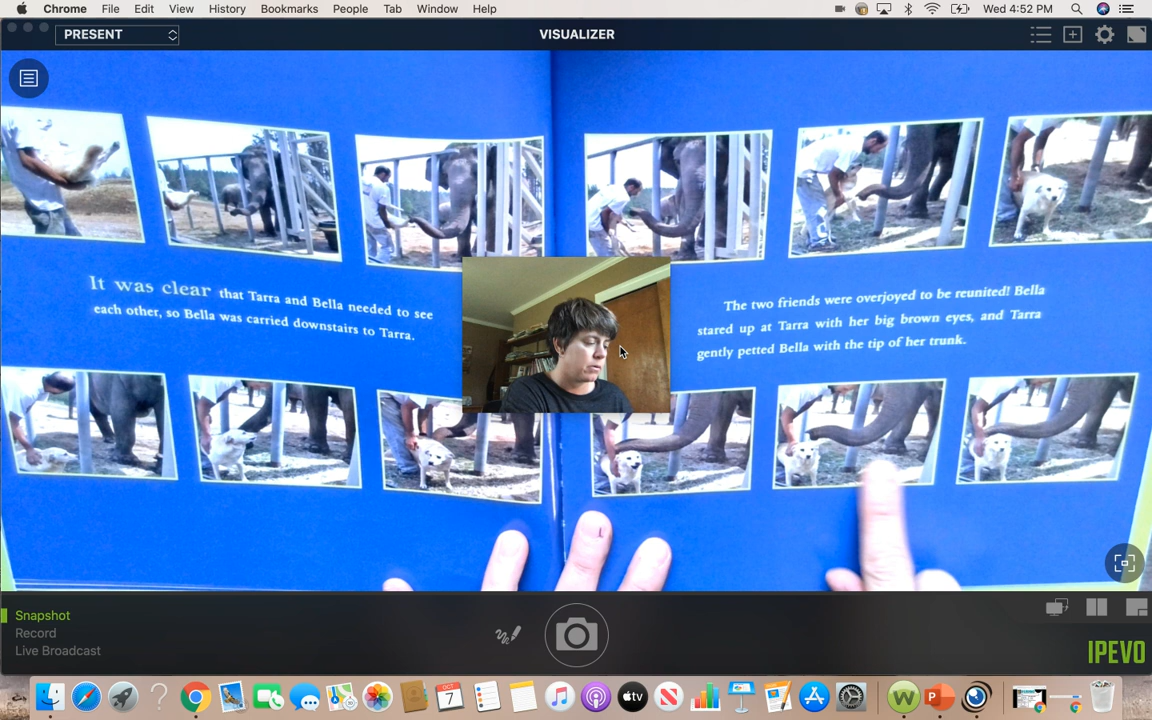 Chrome File Edit View History Bookmarks People Tab Window Help Wed 4:52 PM
PRESENT VISUALIZER
It was clear that Tarra and Bella needed to see
each other, so Bella was carried downstairs to Tarra.
The two friends were overjoyed to be reunited! Bella
stared up at Tarra with her big brown eyes, and Tarra
gently petted Bella with the tip of her trunk.
Snapshot
Record
Live Broadcast
IPEVO
OCT
7
tv